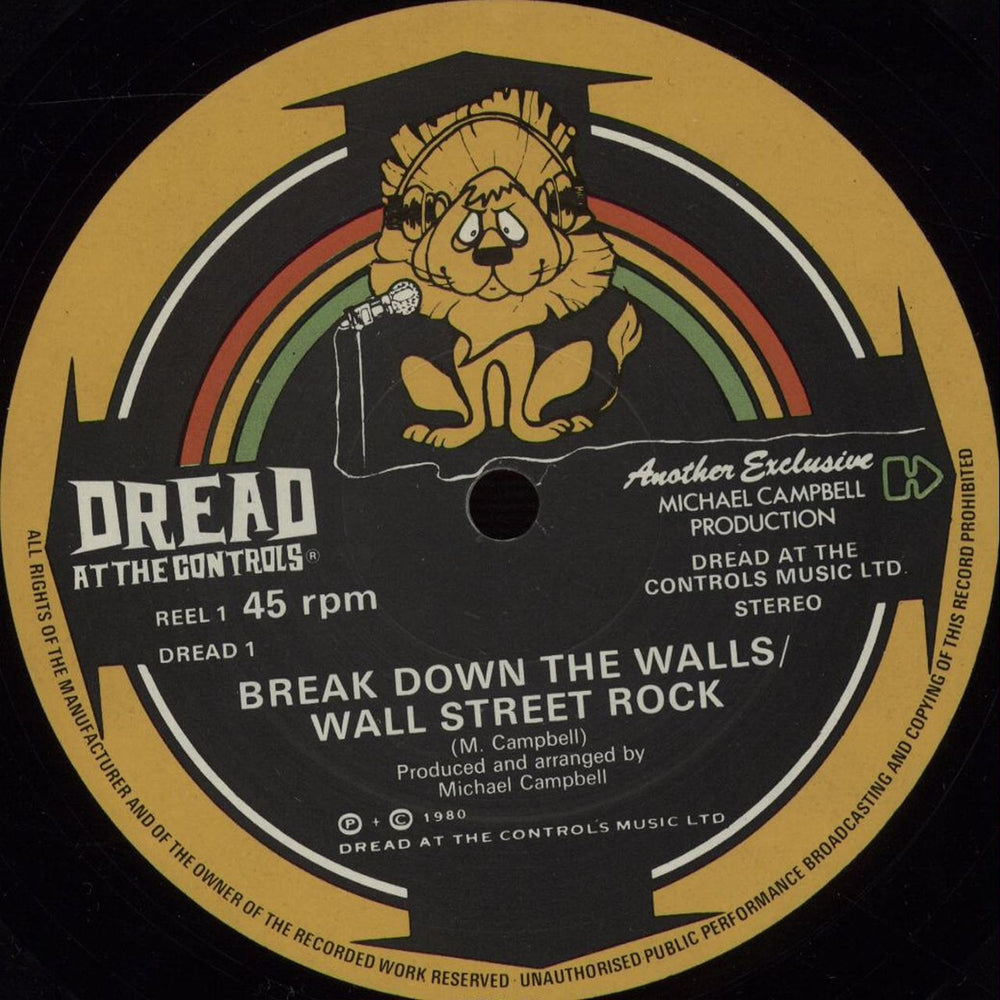 DREAD
AT THE CONTROLS®
REEL 1 45 rpm
DREAD 1
Another Exclusive
MICHAEL CAMPBELL
PRODUCTION
DREAD AT THE
CONTROLS MUSIC LTD.
STEREO
BREAK DOWN THE WALLS/
WALL STREET ROCK
(M. Campbell)
Produced and arranged by
Michael Campbell
℗ + © 1980
DREAD AT THE CONTROL'S MUSIC LTD
ALL RIGHTS OF THE MANUFACTURER AND OF THE OWNER OF THE RECORDED WORK RESERVED · UNAUTHORISED PUBLIC PERFORMANCE BROADCASTING AND COPYING OF THIS RECORD PROHIBITED